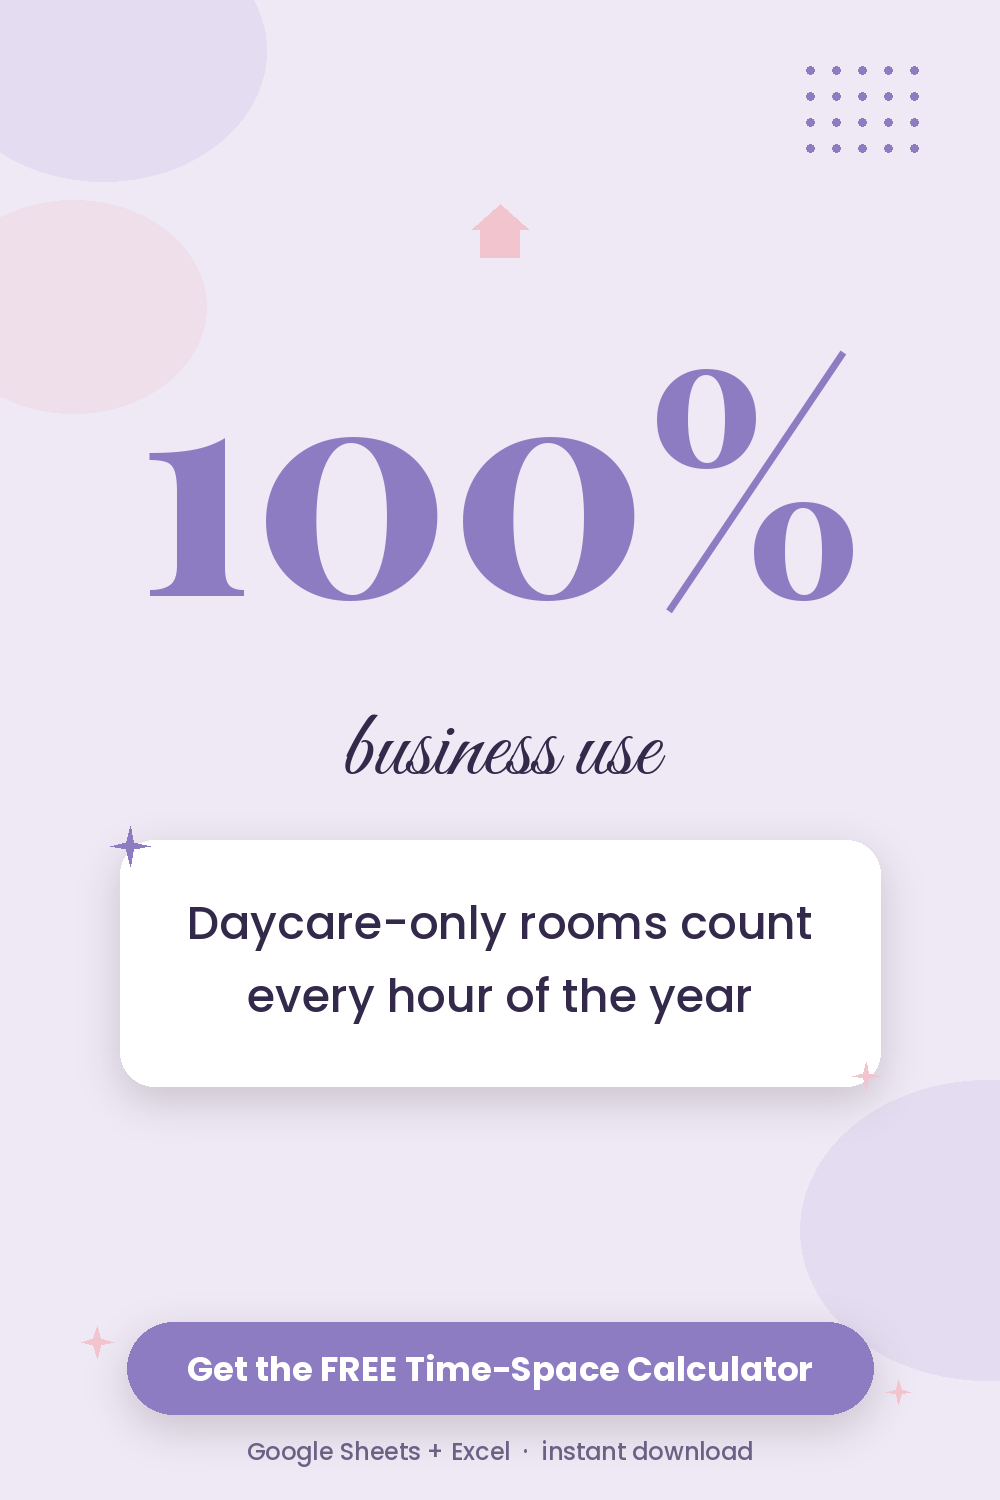 100%
business use
Daycare-only rooms count
every hour of the year
Get the FREE Time-Space Calculator
Google Sheets + Excel · instant download